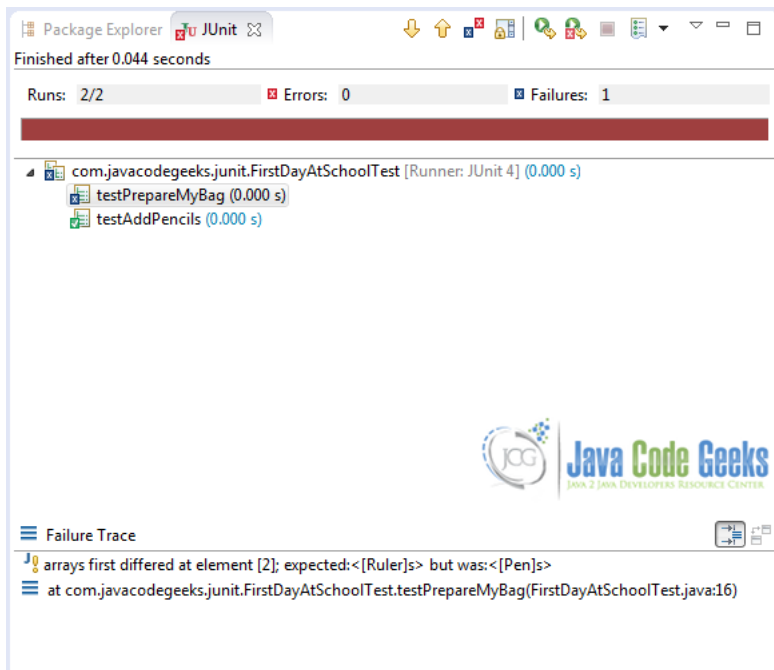 Package Explorer JUnit
Finished after 0.044 seconds
Runs: 2/2 Errors: 0 Failures: 1
com.javacodegeeks.junit.FirstDayAtSchoolTest [Runner: JUnit 4] (0.000 s)
testPrepareMyBag (0.000 s)
testAddPencils (0.000 s)
JCG Java Code Geeks
JAVA 2 JAVA DEVELOPERS RESOURCE CENTER
Failure Trace
arrays first differed at element [2]; expected:<[Ruler]s> but was:<[Pen]s>
at com.javacodegeeks.junit.FirstDayAtSchoolTest.testPrepareMyBag(FirstDayAtSchoolTest.java:16)